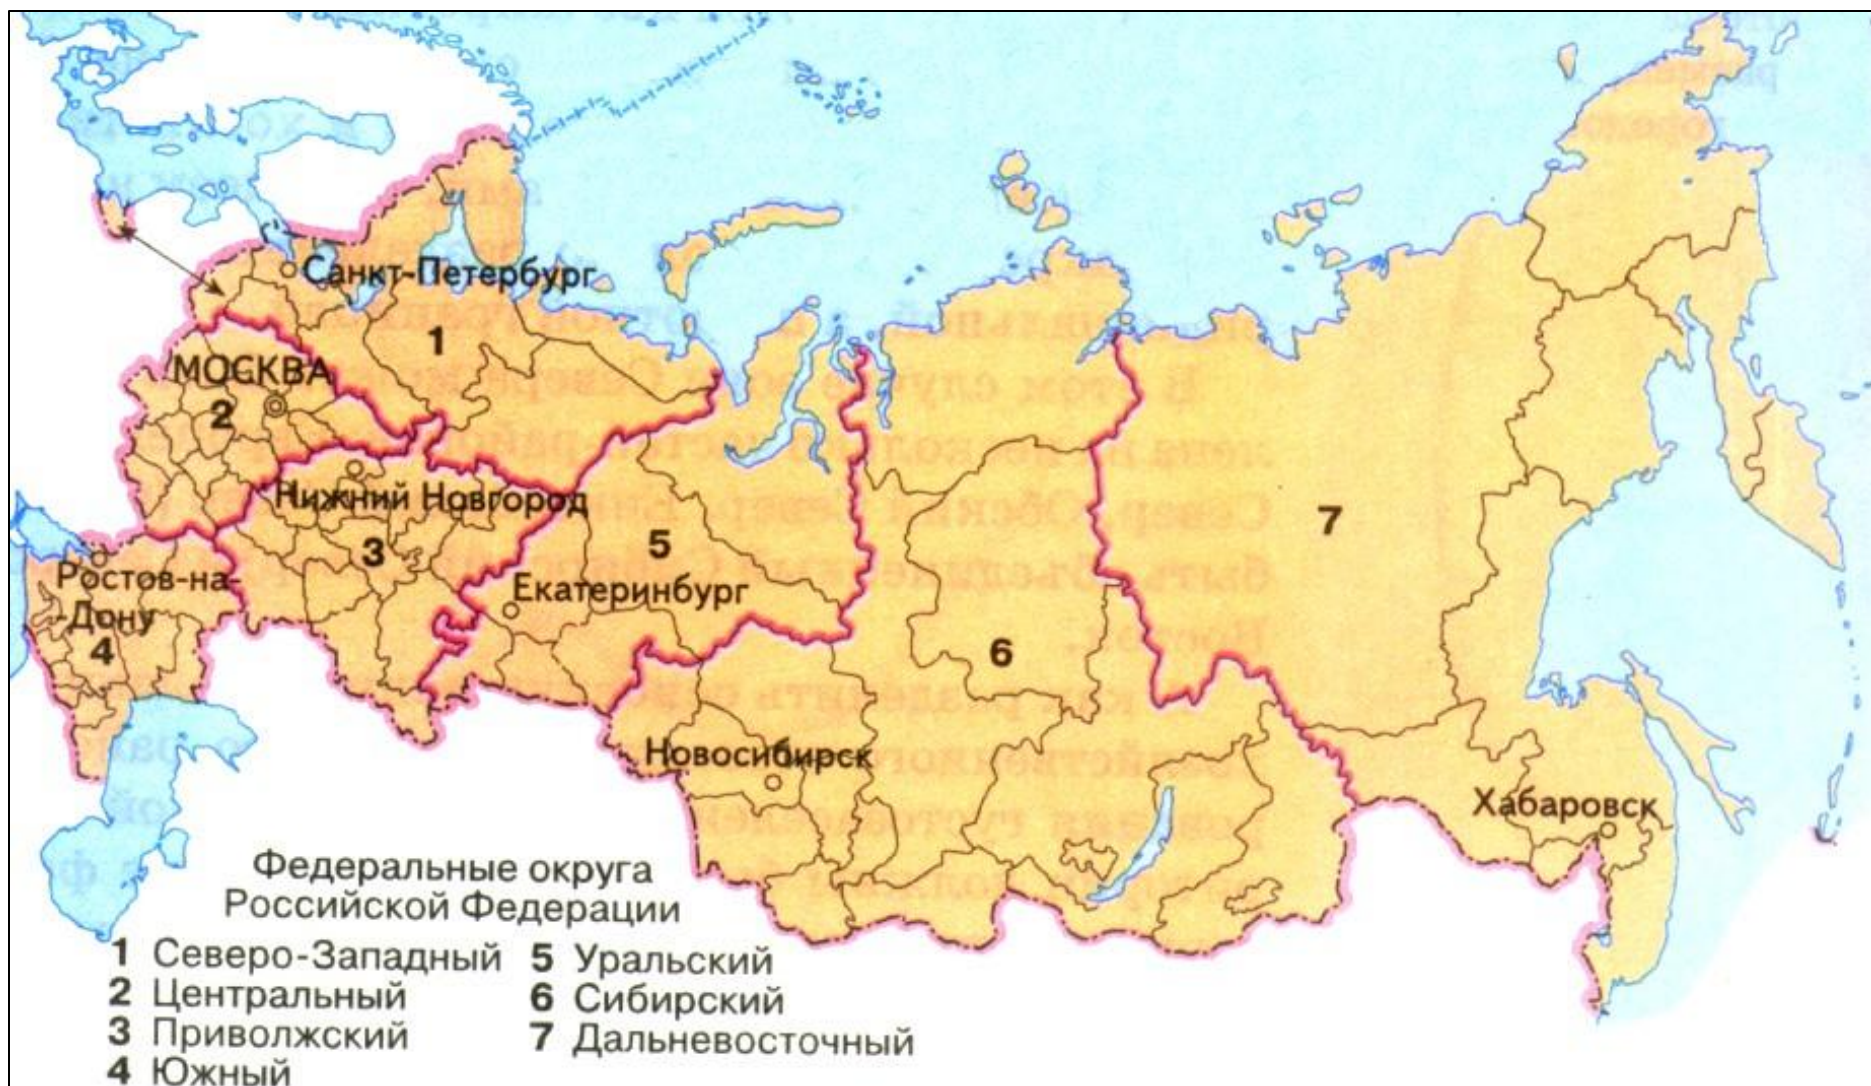 Санкт-Петербург
1
МОСКВА
2
Нижний Новгород
3
7
5
Екатеринбург
Ростов-на-
-Дону
4
6
Новосибирск
Хабаровск
Федеральные округа
Российской Федерации
1 Северо-Западный
2 Центральный
3 Приволжский
4 Южный
5 Уральский
6 Сибирский
7 Дальневосточный